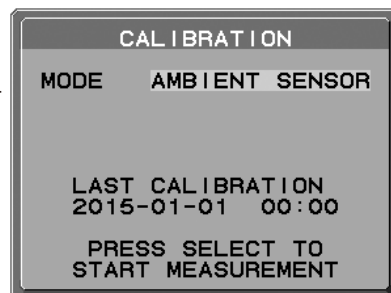 CALIBRATION
MODE AMBIENT SENSOR
LAST CALIBRATION
2015-01-01 00:00
PRESS SELECT TO
START MEASUREMENT